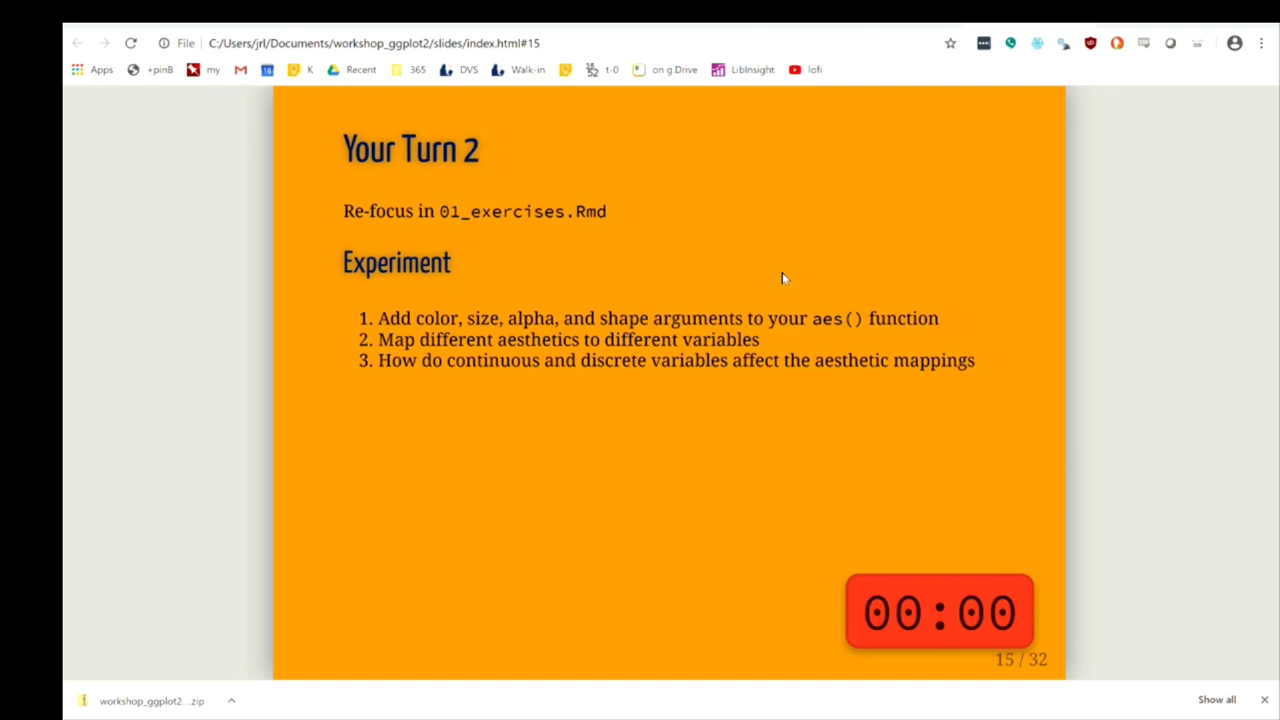 File C:/Users/jrl/Documents/workshop_ggplot2/slides/index.html#15
Apps +pinB my K Recent 365 DVS Walk-in t-0 on g.Drive LibInsight lofi
Your Turn 2
Re-focus in 01_exercises.Rmd
Experiment
1. Add color, size, alpha, and shape arguments to your aes() function
2. Map different aesthetics to different variables
3. How do continuous and discrete variables affect the aesthetic mappings
00:00
15 / 32
workshop_ggplot2...zip Show all